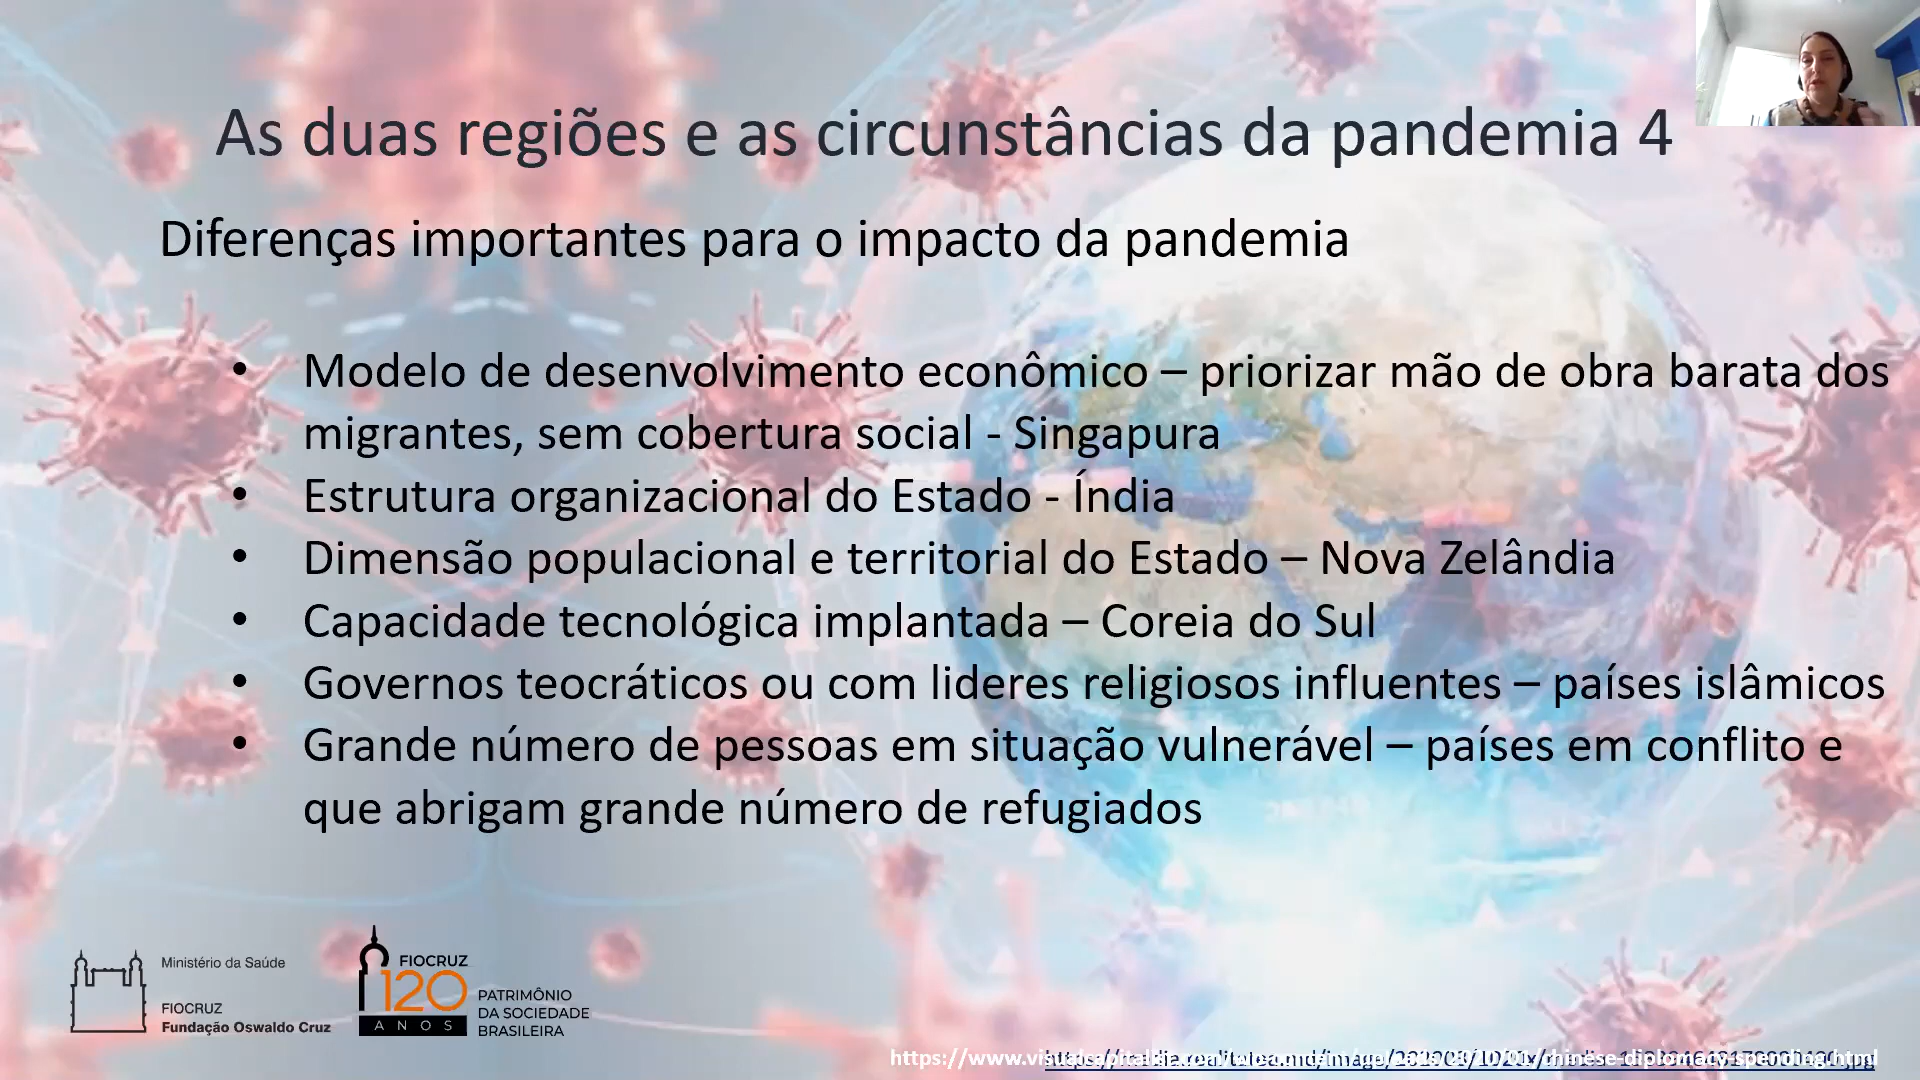 As duas regiões e as circunstâncias da pandemia 4
Diferenças importantes para o impacto da pandemia
• Modelo de desenvolvimento econômico – priorizar mão de obra barata dos
migrantes, sem cobertura social - Singapura
• Estrutura organizacional do Estado - Índia
• Dimensão populacional e territorial do Estado – Nova Zelândia
• Capacidade tecnológica implantada – Coreia do Sul
• Governos teocráticos ou com lideres religiosos influentes – países islâmicos
• Grande número de pessoas em situação vulnerável – países em conflito e
que abrigam grande número de refugiados
Ministério da Saúde
FIOCRUZ
Fundação Oswaldo Cruz
FIOCRUZ
120
ANOS
PATRIMÔNIO
DA SOCIEDADE
BRASILEIRA